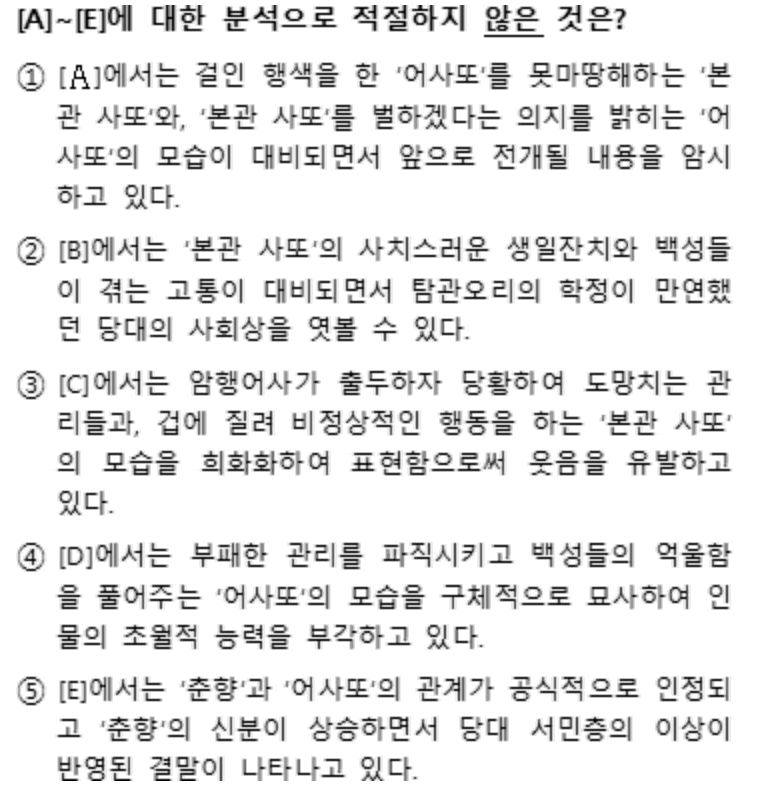 [A]~[E]에 대한 분석으로 적절하지 않은 것은?
① [A]에서는 걸인 행색을 한 '어사또'를 못마땅해하는 '본
관 사또'와, '본관 사또'를 벌하겠다는 의지를 밝히는 '어
사또'의 모습이 대비되면서 앞으로 전개될 내용을 암시
하고 있다.
② [B]에서는 '본관 사또'의 사치스러운 생일잔치와 백성들
이 겪는 고통이 대비되면서 탐관오리의 학정이 만연했
던 당대의 사회상을 엿볼 수 있다.
③ [C]에서는 암행어사가 출두하자 당황하여 도망치는 관
리들과, 겁에 질려 비정상적인 행동을 하는 '본관 사또'
의 모습을 희화화하여 표현함으로써 웃음을 유발하고
있다.
④ [D]에서는 부패한 관리를 파직시키고 백성들의 억울함
을 풀어주는 '어사또'의 모습을 구체적으로 묘사하여 인
물의 초월적 능력을 부각하고 있다.
⑤ [E]에서는 '춘향'과 '어사또'의 관계가 공식적으로 인정되
고 '춘향'의 신분이 상승하면서 당대 서민층의 이상이
반영된 결말이 나타나고 있다.